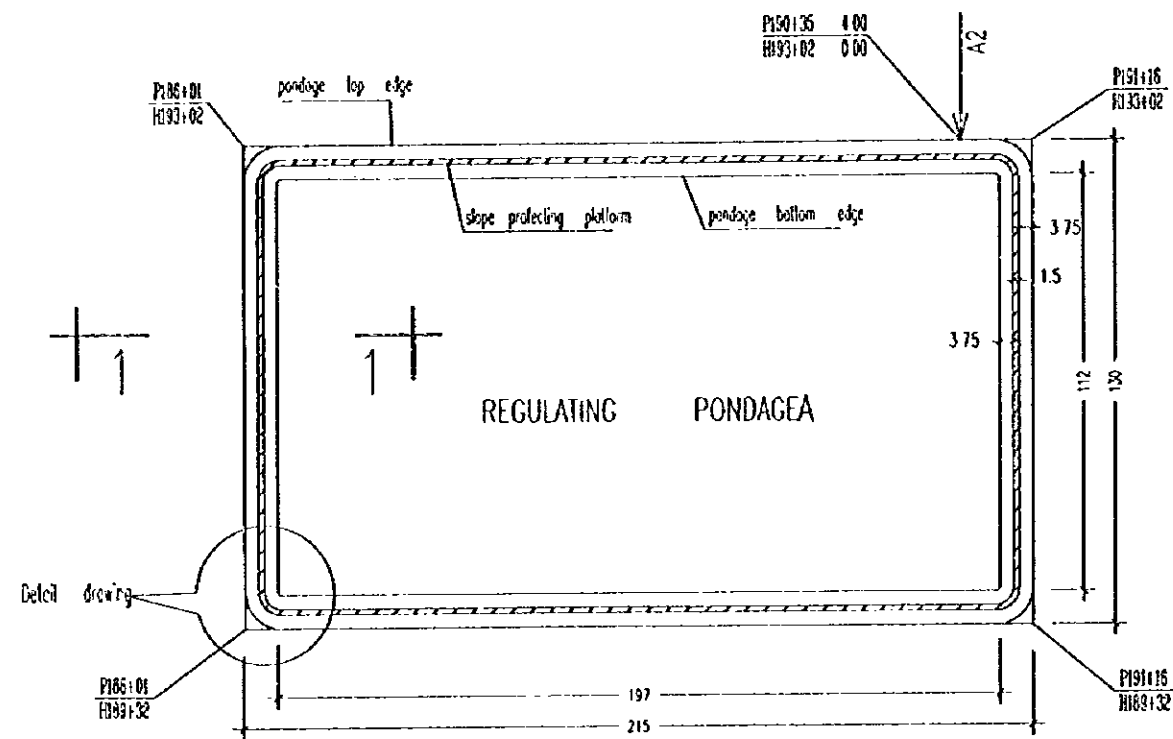 P190+35 4.00
H193+02 0.00
A2
P186+01
H193+02
pondage top edge
P191+16
H193+02
slope protecting platform
pondage bottom edge
3.75
1.5
3.75
1
1
112
130
REGULATING PONDAGEA
Detail drawing
P186+01
H189+32
197
215
P191+16
H189+32